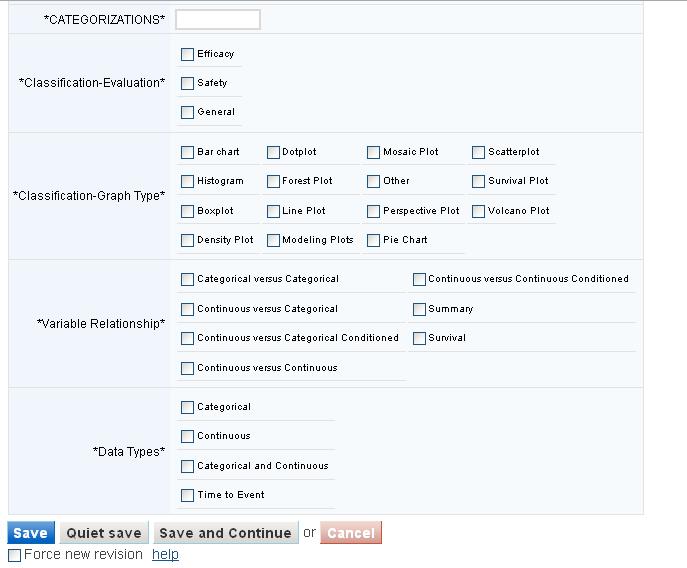 *CATEGORIZATIONS*
*Classification-Evaluation*
Efficacy
Safety
General
*Classification-Graph Type*
Bar chart Dotplot Mosaic Plot Scatterplot
Histogram Forest Plot Other Survival Plot
Boxplot Line Plot Perspective Plot Volcano Plot
Density Plot Modeling Plots Pie Chart
*Variable Relationship*
Categorical versus Categorical Continuous versus Continuous Conditioned
Continuous versus Categorical Summary
Continuous versus Categorical Conditioned Survival
Continuous versus Continuous
*Data Types*
Categorical
Continuous
Categorical and Continuous
Time to Event
Save Quiet save Save and Continue or Cancel
Force new revision help